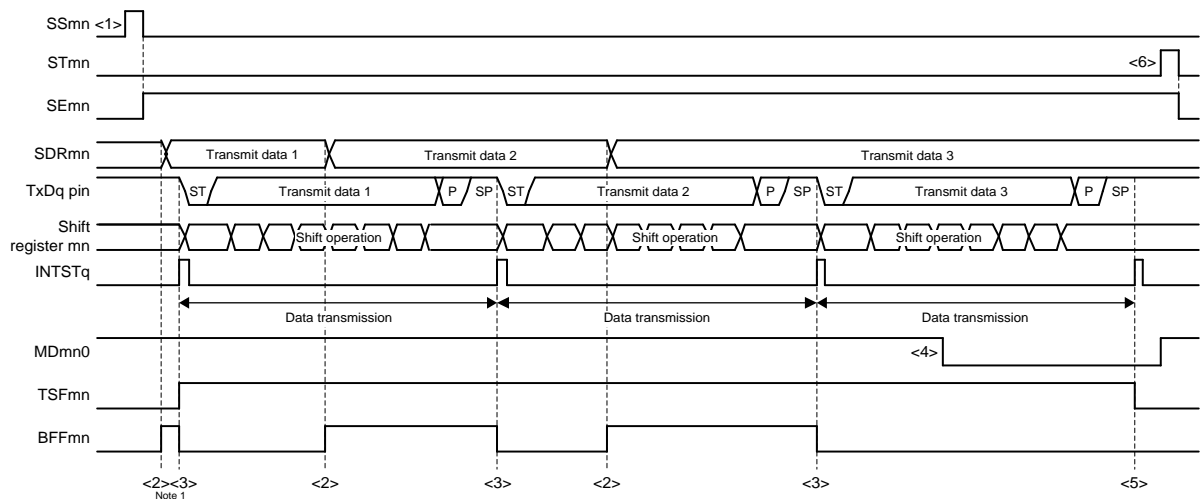 SSmn <1>
STmn <6>
SEmn
SDRmn Transmit data 1 Transmit data 2 Transmit data 3
TxDq pin ST Transmit data 1 P SP ST Transmit data 2 P SP ST Transmit data 3 P SP
Shift
register mn Shift operation Shift operation Shift operation
INTSTq
Data transmission Data transmission Data transmission
MDmn0 <4>
TSFmn
BFFmn
<2><3> <2> <3> <2> <3> <5>
Note 1